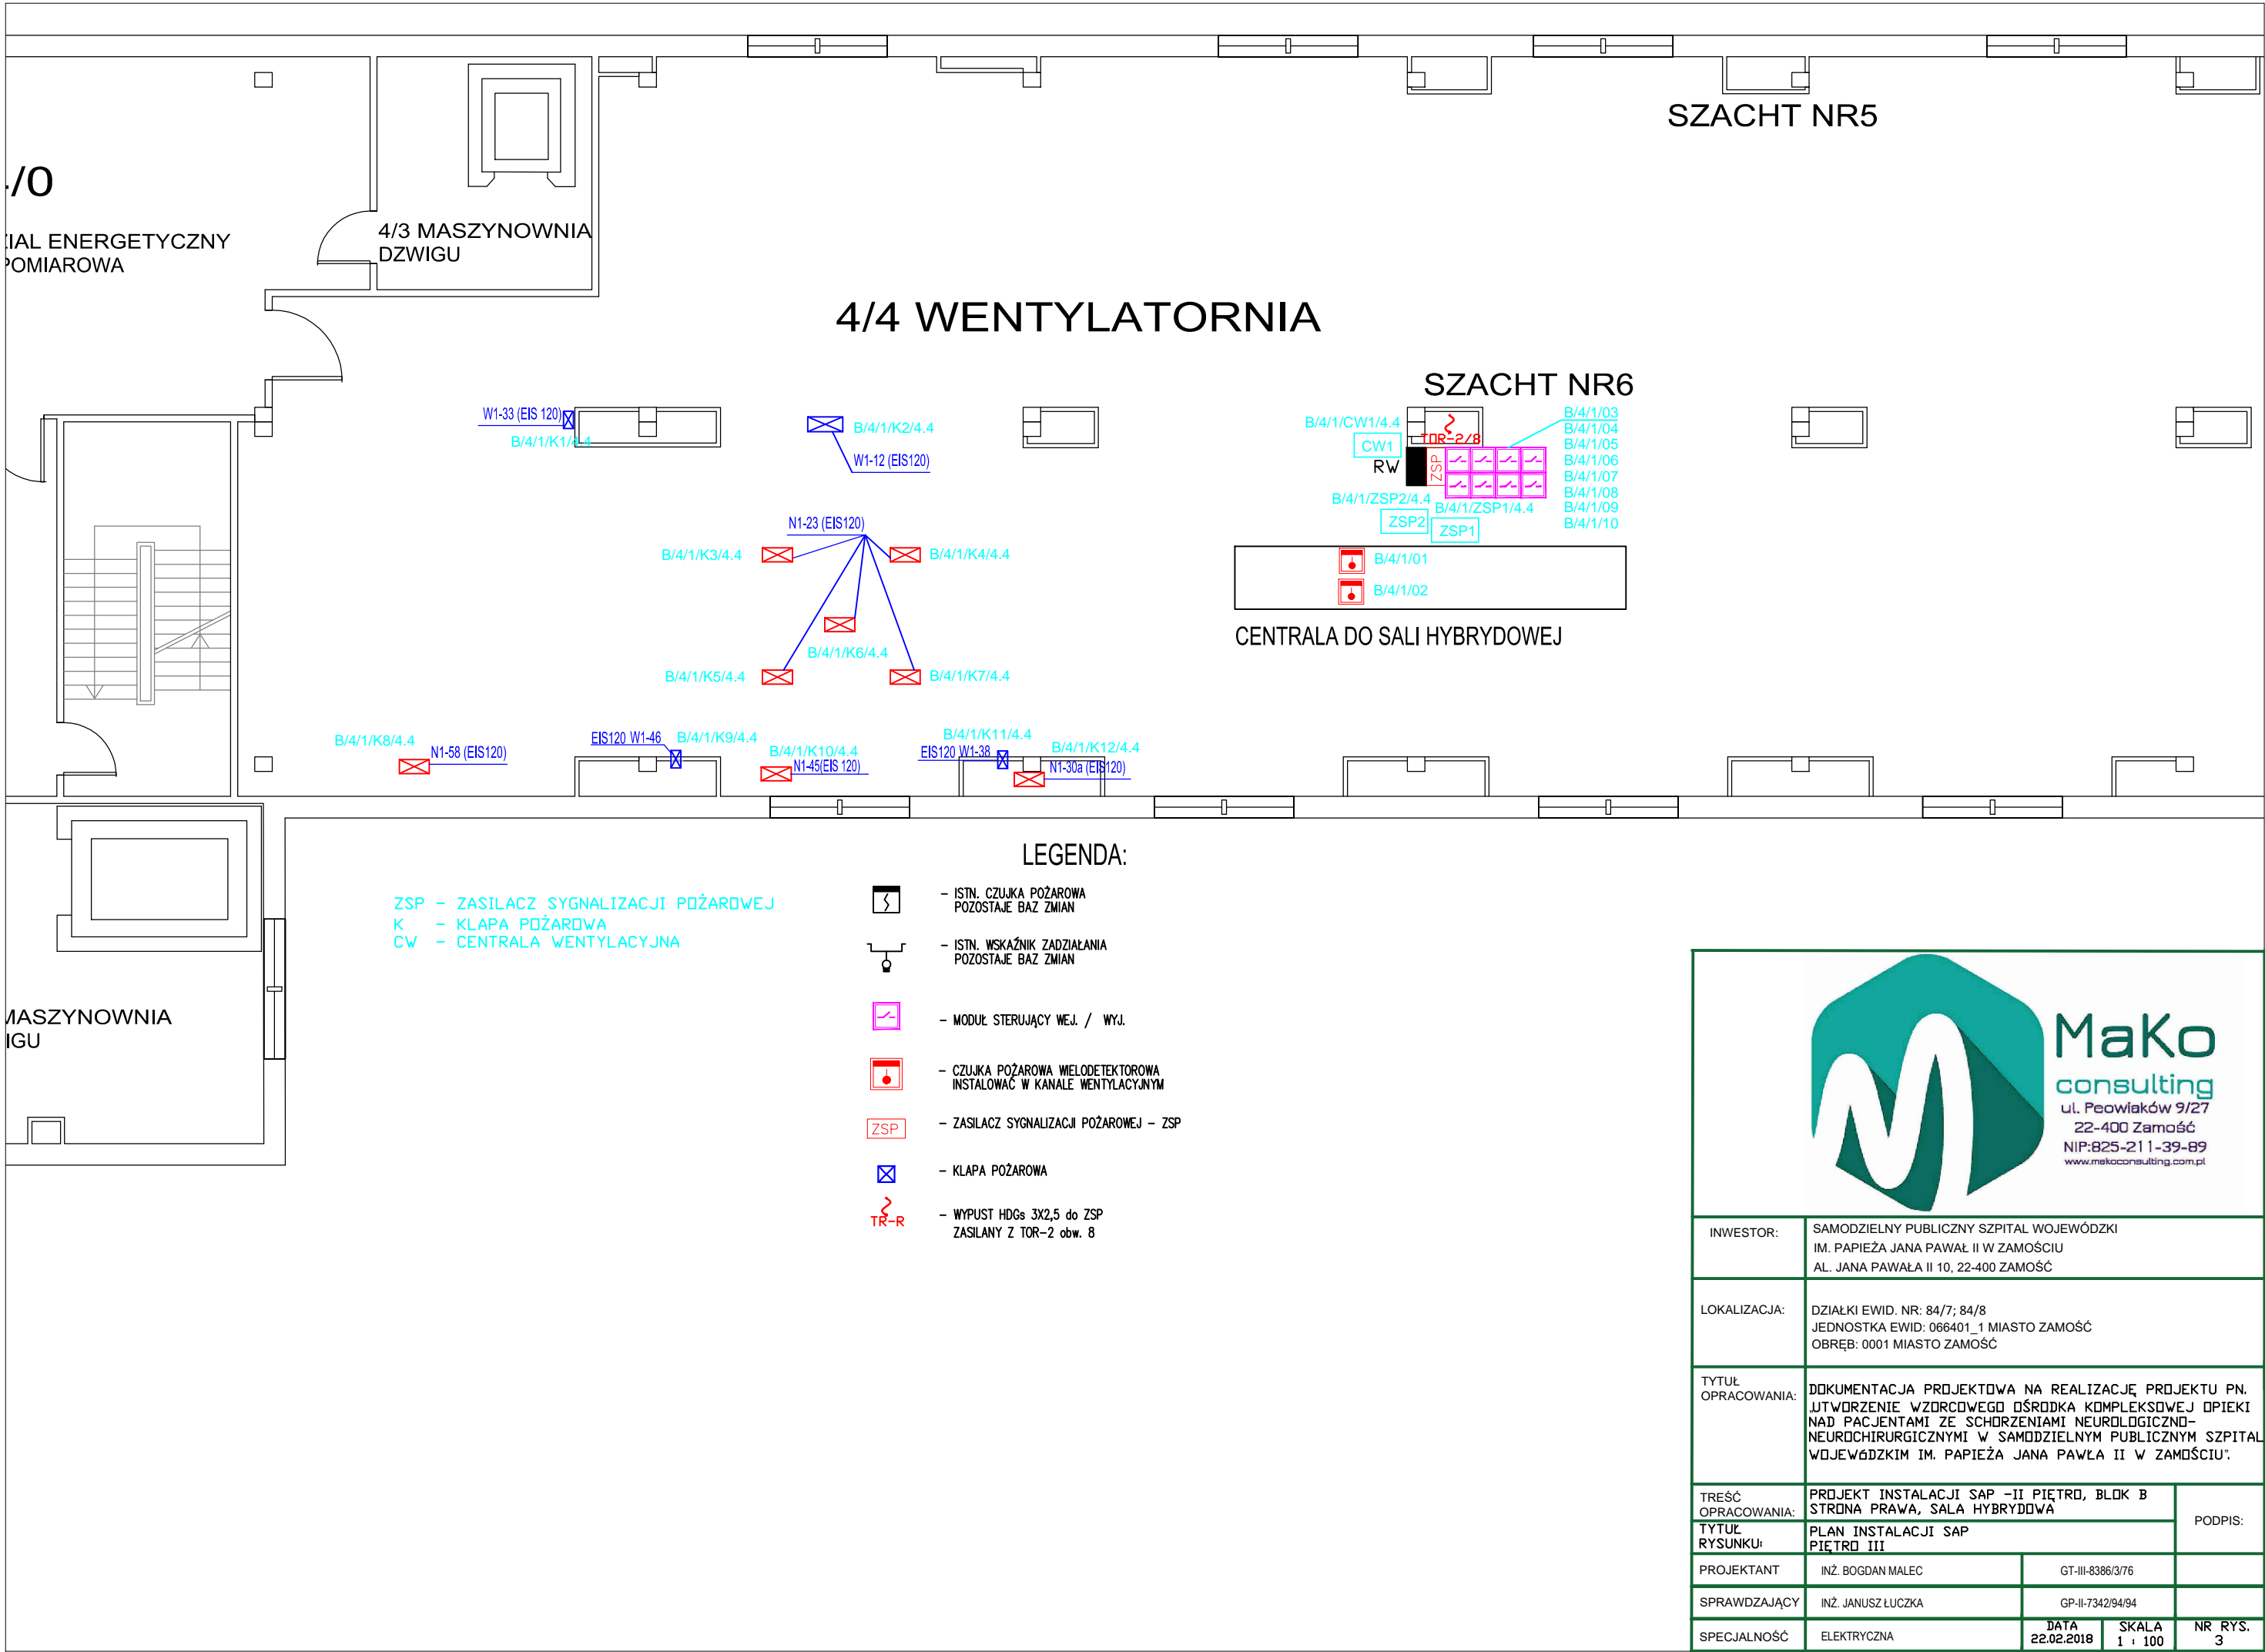 SZACHT NR5
/0
IAL ENERGETYCZNY
POMIAROWA
4/3 MASZYNOWNIA
DZWIGU
4/4 WENTYLATORNIA
SZACHT NR6
W1-33 (EIS 120)
B/4/1/K1/4.4
B/4/1/K2/4.4
W1-12 (EIS120)
B/4/1/CW1/4.4
CW1
RW
TOR-2/8
ZSP
B/4/1/03
B/4/1/04
B/4/1/05
B/4/1/06
B/4/1/07
B/4/1/08
B/4/1/09
B/4/1/10
B/4/1/ZSP2/4.4
B/4/1/ZSP1/4.4
ZSP2
ZSP1
N1-23 (EIS120)
B/4/1/K3/4.4
B/4/1/K4/4.4
B/4/1/01
B/4/1/02
CENTRALA DO SALI HYBRYDOWEJ
B/4/1/K6/4.4
B/4/1/K5/4.4
B/4/1/K7/4.4
B/4/1/K8/4.4
N1-58 (EIS120)
EIS120 W1-46
B/4/1/K9/4.4
B/4/1/K10/4.4
N1-45(EIS 120)
B/4/1/K11/4.4
EIS120 W1-38
B/4/1/K12/4.4
N1-30a (EIS120)
MASZYNOWNIA
IGU
ZSP - ZASILACZ SYGNALIZACJI POŻAROWEJ
K - KLAPA POŻAROWA
CW - CENTRALA WENTYLACYJNA
LEGENDA:
- ISTN. CZUJKA POŻAROWA
POZOSTAJE BAZ ZMIAN
- ISTN. WSKAŹNIK ZADZIAŁANIA
POZOSTAJE BAZ ZMIAN
- MODUŁ STERUJĄCY WEJ. / WYJ.
- CZUJKA POŻAROWA WIELODETEKTOROWA
INSTALOWAĆ W KANALE WENTYLACYJNYM
ZSP - ZASILACZ SYGNALIZACJI POŻAROWEJ - ZSP
- KLAPA POŻAROWA
TR-R - WYPUST HDGs 3X2,5 do ZSP
ZASILANY Z TOR-2 obw. 8
MaKo
consulting
ul. Peowiaków 9/27
22-400 Zamość
NIP:825-211-39-89
www.makoconsulting.com.pl
INWESTOR:
SAMODZIELNY PUBLICZNY SZPITAL WOJEWÓDZKI
IM. PAPIEŻA JANA PAWAŁ II W ZAMOŚCIU
AL. JANA PAWAŁA II 10, 22-400 ZAMOŚĆ
LOKALIZACJA:
DZIAŁKI EWID. NR: 84/7; 84/8
JEDNOSTKA EWID: 066401_1 MIASTO ZAMOŚĆ
OBRĘB: 0001 MIASTO ZAMOŚĆ
TYTUŁ
OPRACOWANIA:
DOKUMENTACJA PROJEKTOWA NA REALIZACJĘ PROJEKTU PN.
„UTWORZENIE WZORCOWEGO OŚRODKA KOMPLEKSOWEJ OPIEKI
NAD PACJENTAMI ZE SCHORZENIAMI NEUROLOGICZNO-
NEUROCHIRURGICZNYMI W SAMODZIELNYM PUBLICZNYM SZPITAL
WOJEWóDZKIM IM. PAPIEŻA JANA PAWŁA II W ZAMOŚCIU".
TREŚĆ
OPRACOWANIA:
PROJEKT INSTALACJI SAP -II PIĘTRO, BLOK B
STRONA PRAWA, SALA HYBRYDOWA
PODPIS:
TYTUŁ
RYSUNKU:
PLAN INSTALACJI SAP
PIĘTRO III
PROJEKTANT INŻ. BOGDAN MALEC GT-III-8386/3/76
SPRAWDZAJĄCY INŻ. JANUSZ ŁUCZKA GP-II-7342/94/94
SPECJALNOŚĆ ELEKTRYCZNA
DATA
22.02.2018
SKALA
1 : 100
NR RYS.
3